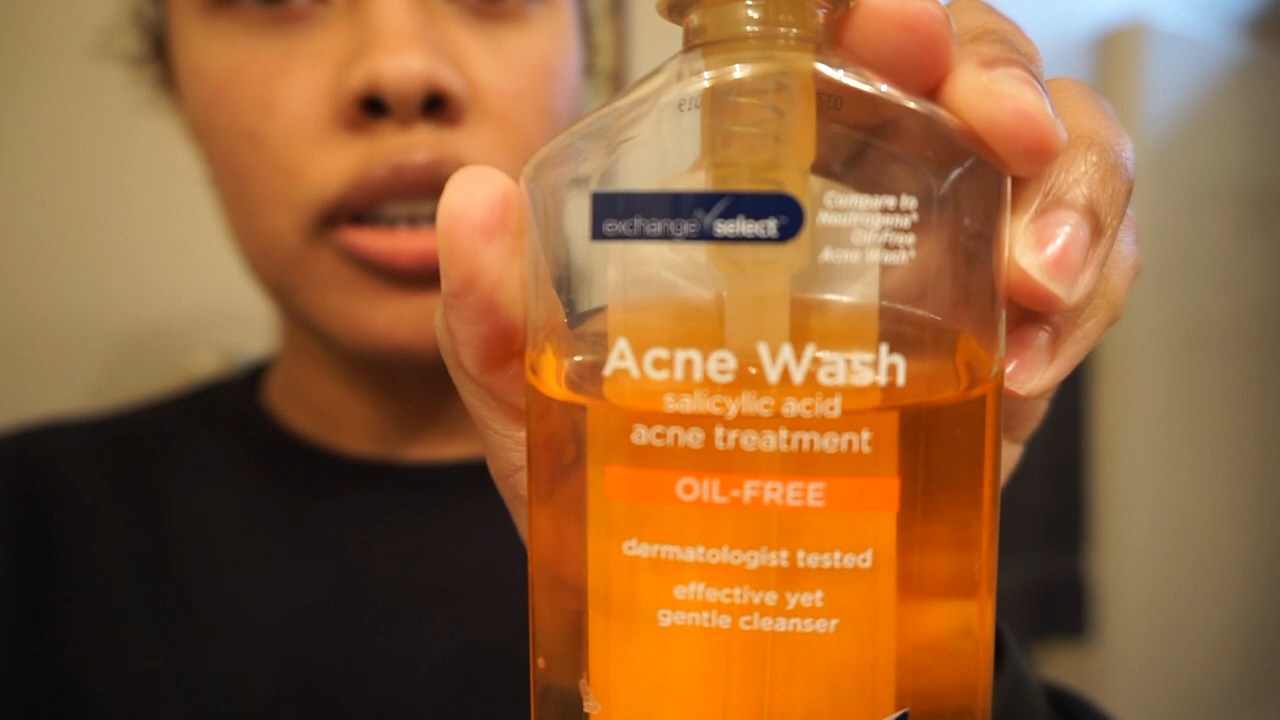 exchange select
Compare to
Neutrogena®
Oil-Free
Acne Wash*
Acne Wash
salicylic acid
acne treatment
OIL-FREE
dermatologist tested
effective yet
gentle cleanser